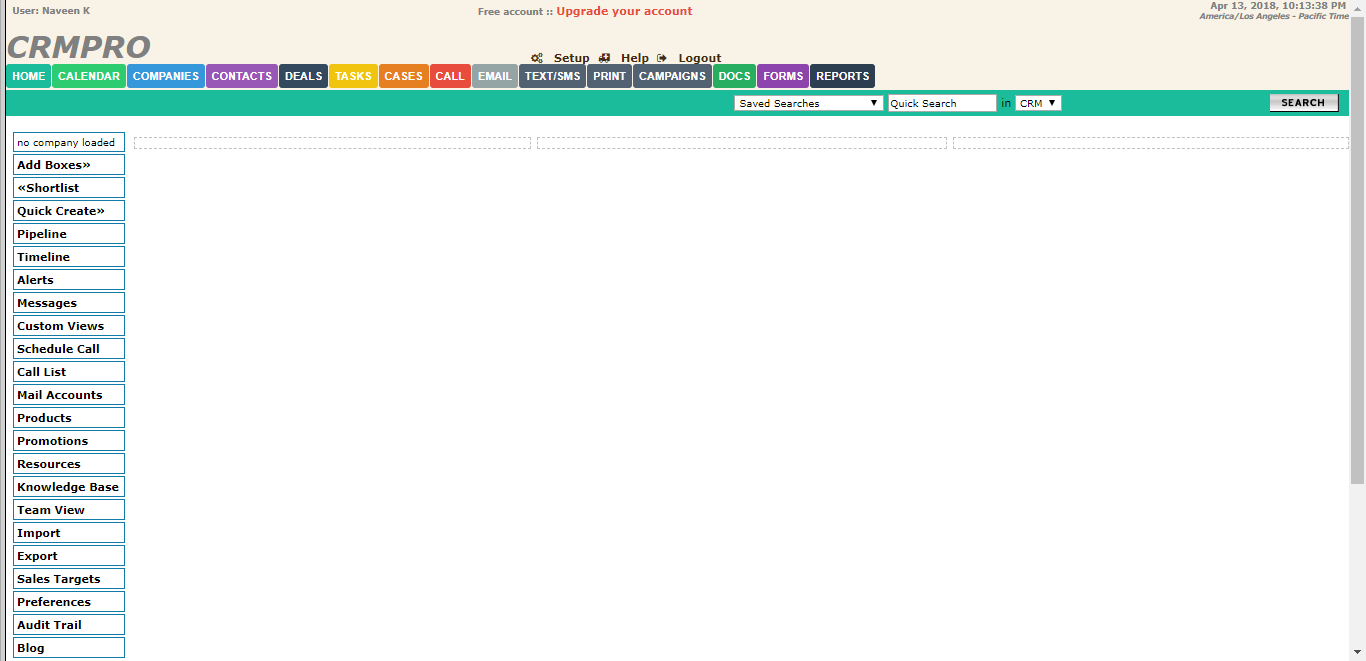 User: Naveen K
Free account :: Upgrade your account
Apr 13, 2018, 10:13:38 PM
America/Los Angeles - Pacific Time
CRMPRO
Setup Help Logout
HOME CALENDAR COMPANIES CONTACTS DEALS TASKS CASES CALL EMAIL TEXT/SMS PRINT CAMPAIGNS DOCS FORMS REPORTS
Saved Searches Quick Search in CRM SEARCH
no company loaded
Add Boxes»
«Shortlist
Quick Create»
Pipeline
Timeline
Alerts
Messages
Custom Views
Schedule Call
Call List
Mail Accounts
Products
Promotions
Resources
Knowledge Base
Team View
Import
Export
Sales Targets
Preferences
Audit Trail
Blog